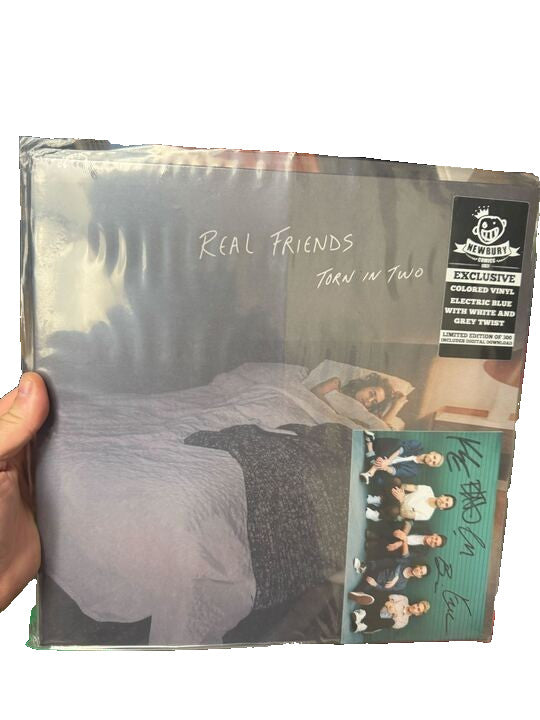 REAL FRIENDS
TORN IN TWO
NEWBURY
COMICS
EXCLUSIVE
COLORED VINYL
ELECTRIC BLUE
WITH WHITE AND
GREY TWIST
LIMITED EDITION OF 300
INCLUDES DIGITAL DOWNLOAD